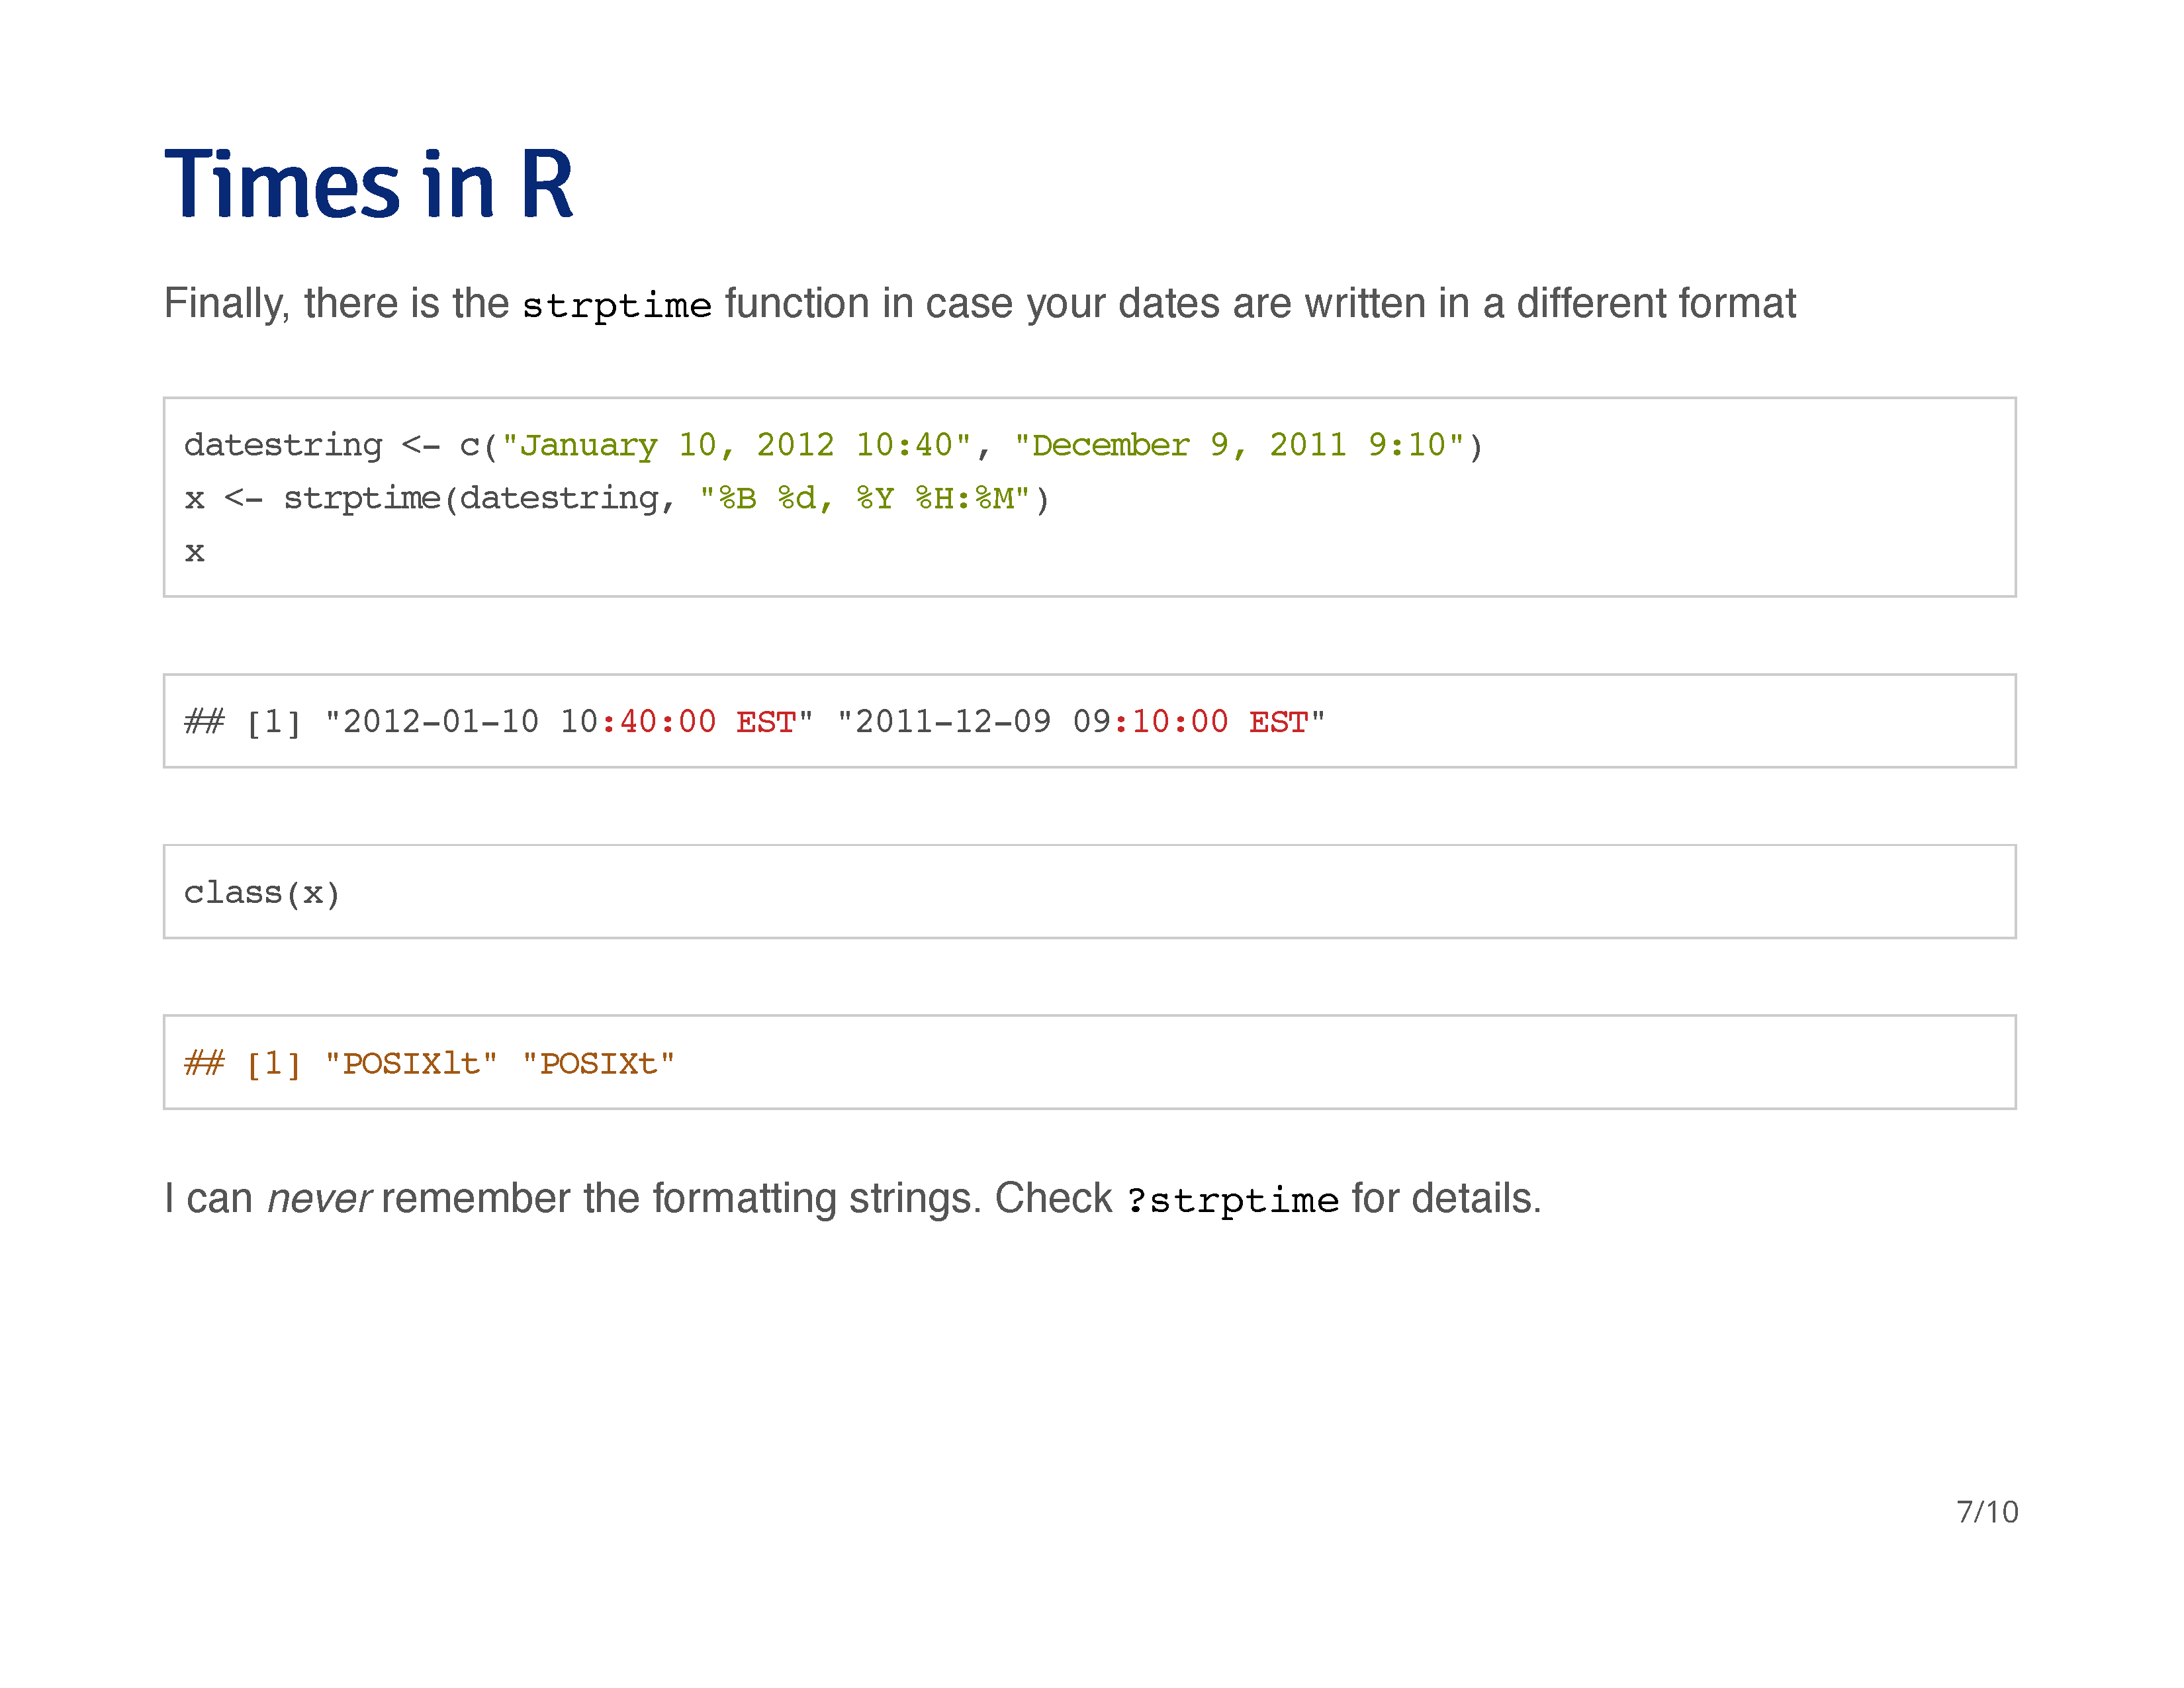 Times in R
Finally, there is the strptime function in case your dates are written in a different format
datestring <- c("January 10, 2012 10:40", "December 9, 2011 9:10")
x <- strptime(datestring, "%B %d, %Y %H:%M")
x
## [1] "2012-01-10 10:40:00 EST" "2011-12-09 09:10:00 EST"
class(x)
## [1] "POSIXlt" "POSIXt"
I can never remember the formatting strings. Check ?strptime for details.
7/10